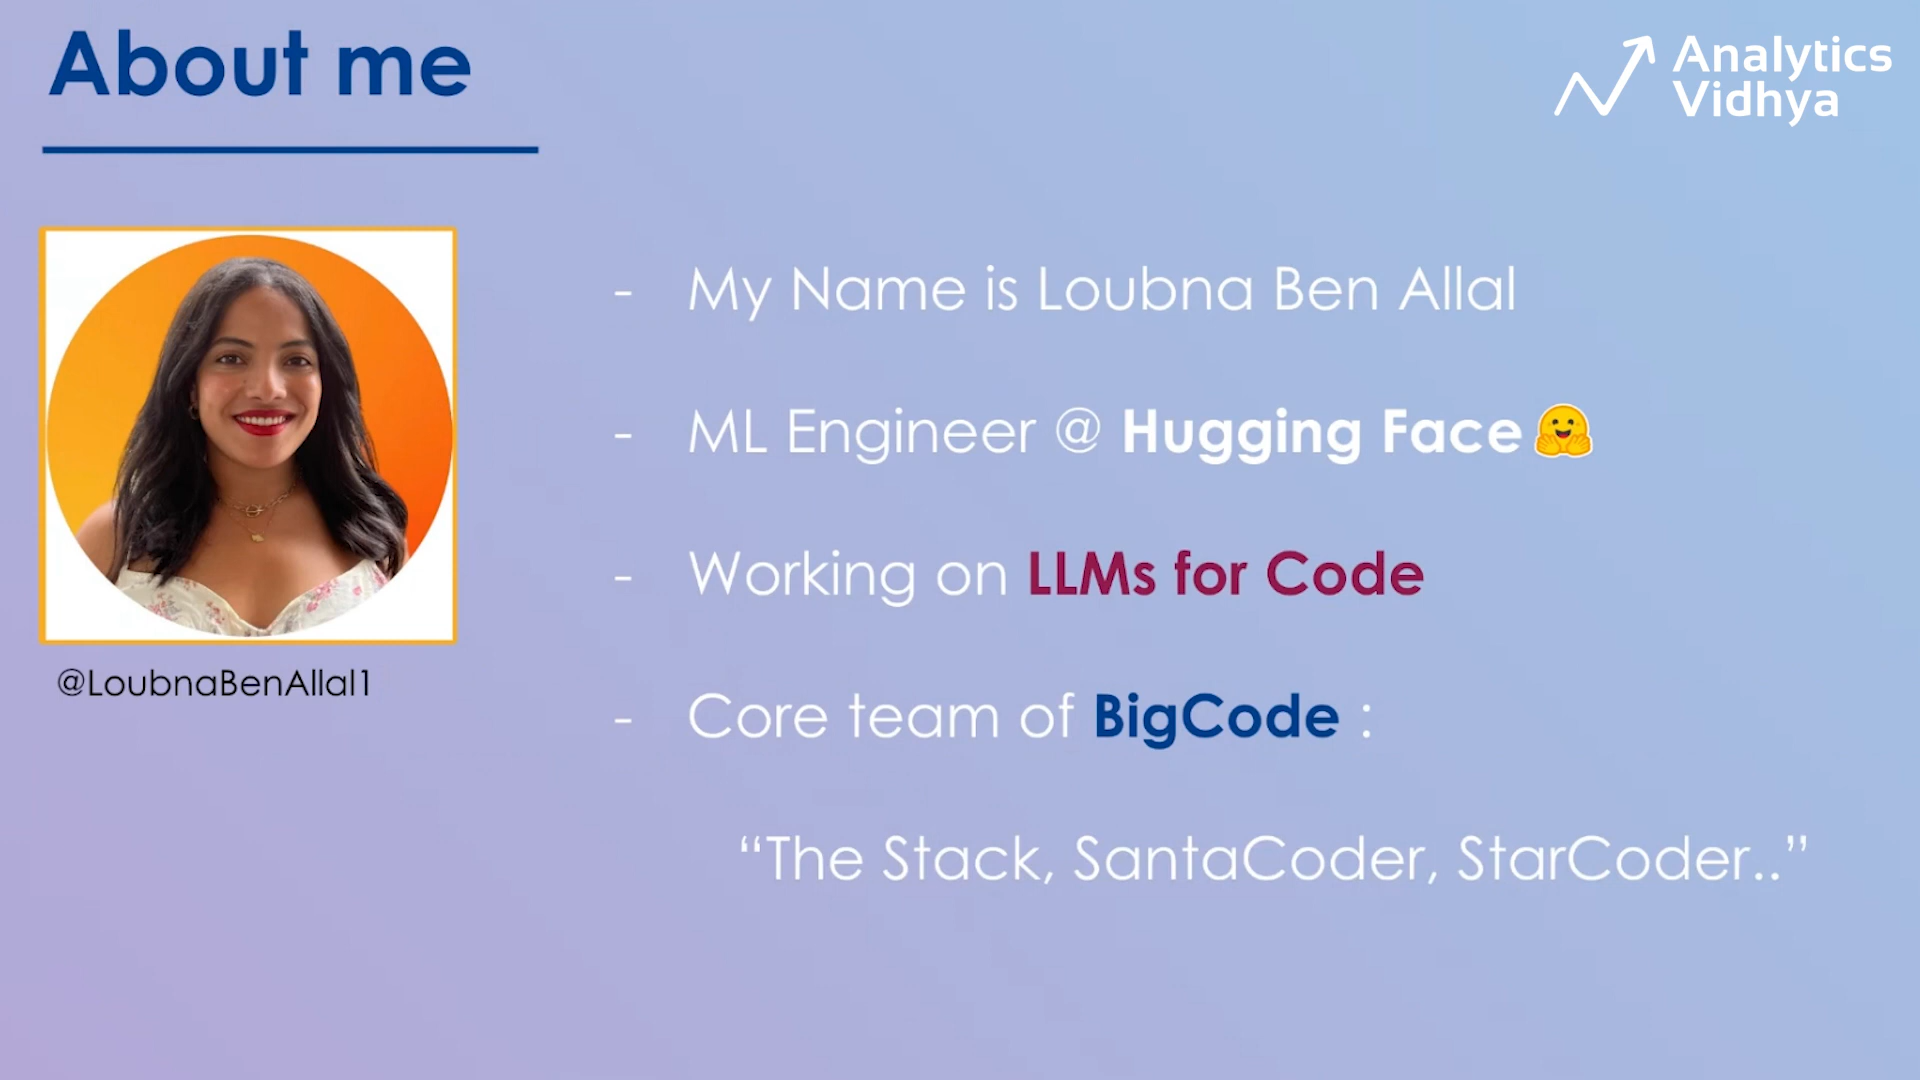 About me
Analytics
Vidhya
- My Name is Loubna Ben Allal
- ML Engineer @ Hugging Face 🤗
- Working on LLMs for Code
@LoubnaBenAllal1
- Core team of BigCode :
“The Stack, SantaCoder, StarCoder..”